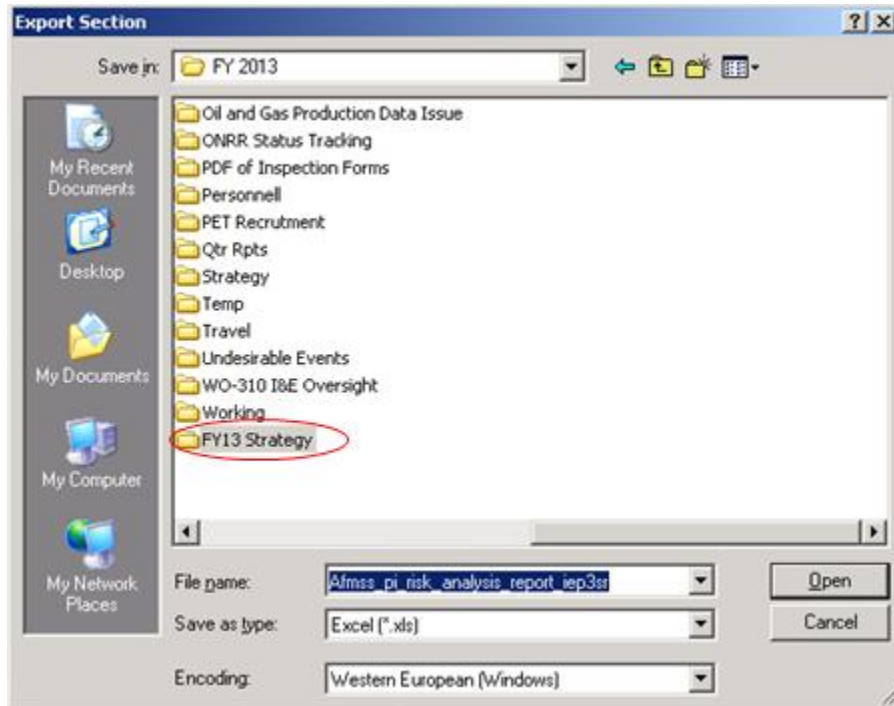 Export Section
Save in: FY 2013
Oil and Gas Production Data Issue
ONRR Status Tracking
PDF of Inspection Forms
Personnell
PET Recrutment
Qtr Rpts
Strategy
Temp
Travel
Undesirable Events
WO-310 I&E Oversight
Working
FY13 Strategy
My Recent
Documents
Desktop
My Documents
My Computer
My Network
Places
File name: Afmss_pi_risk_analysis_report_iep3sr Open
Save as type: Excel (*.xls) Cancel
Encoding: Western European (Windows)